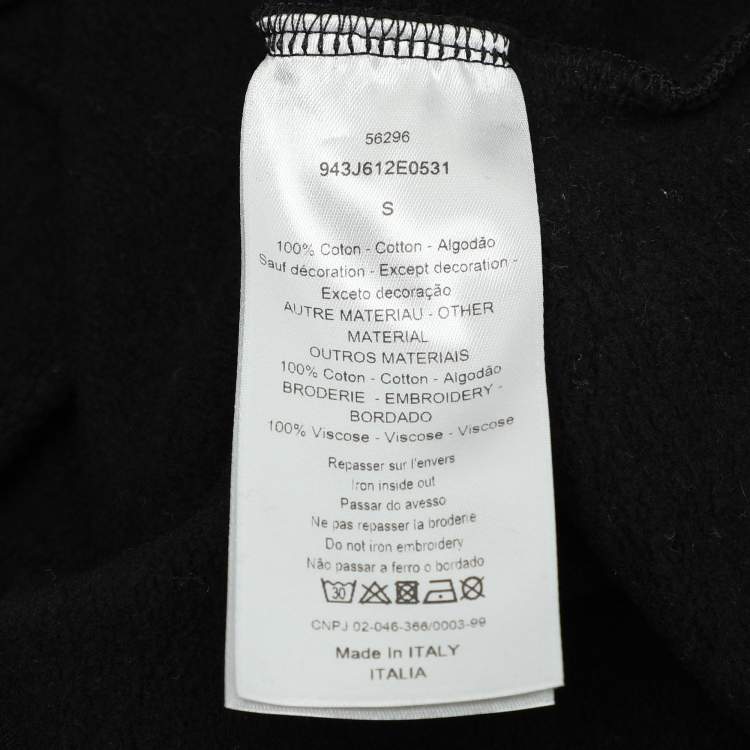 56296
943J612E0531
S
100% Coton - Cotton - Algodão
Sauf décoration - Except decoration -
Exceto decoração
AUTRE MATERIAU - OTHER
MATERIAL
OUTROS MATERIAIS
100% Coton - Cotton - Algodão
BRODERIE - EMBROIDERY -
BORDADO
100% Viscose - Viscose - Viscose
Repasser sur l'envers
Iron inside out
Passar do avesso
Ne pas repasser la broderie
Do not iron embroidery
Não passar a ferro o bordado
30
CNPJ 02-046-366/0003-99
Made in ITALY
ITALIA